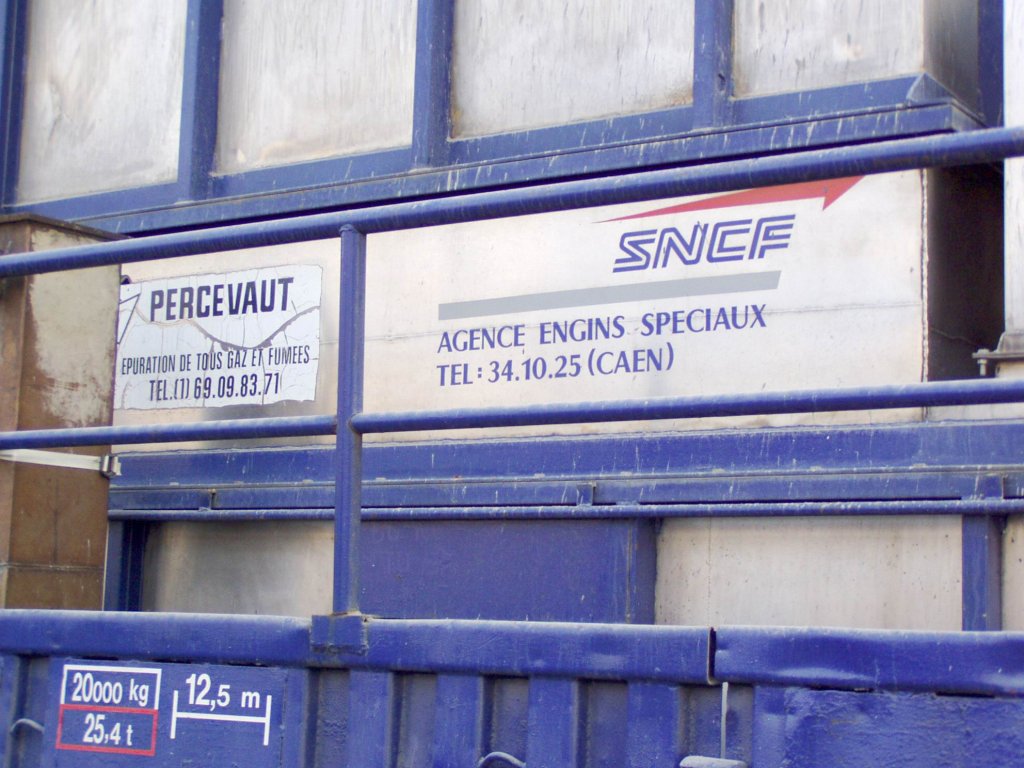 SNCF
AGENCE ENGINS SPECIAUX
TEL: 34.10.25 (CAEN)
PERCEVAUT
EPURATION DE TOUS GAZ ET FUMEES
TEL.(1) 69.09.83.71
20000 kg
25,4 t
12,5 m